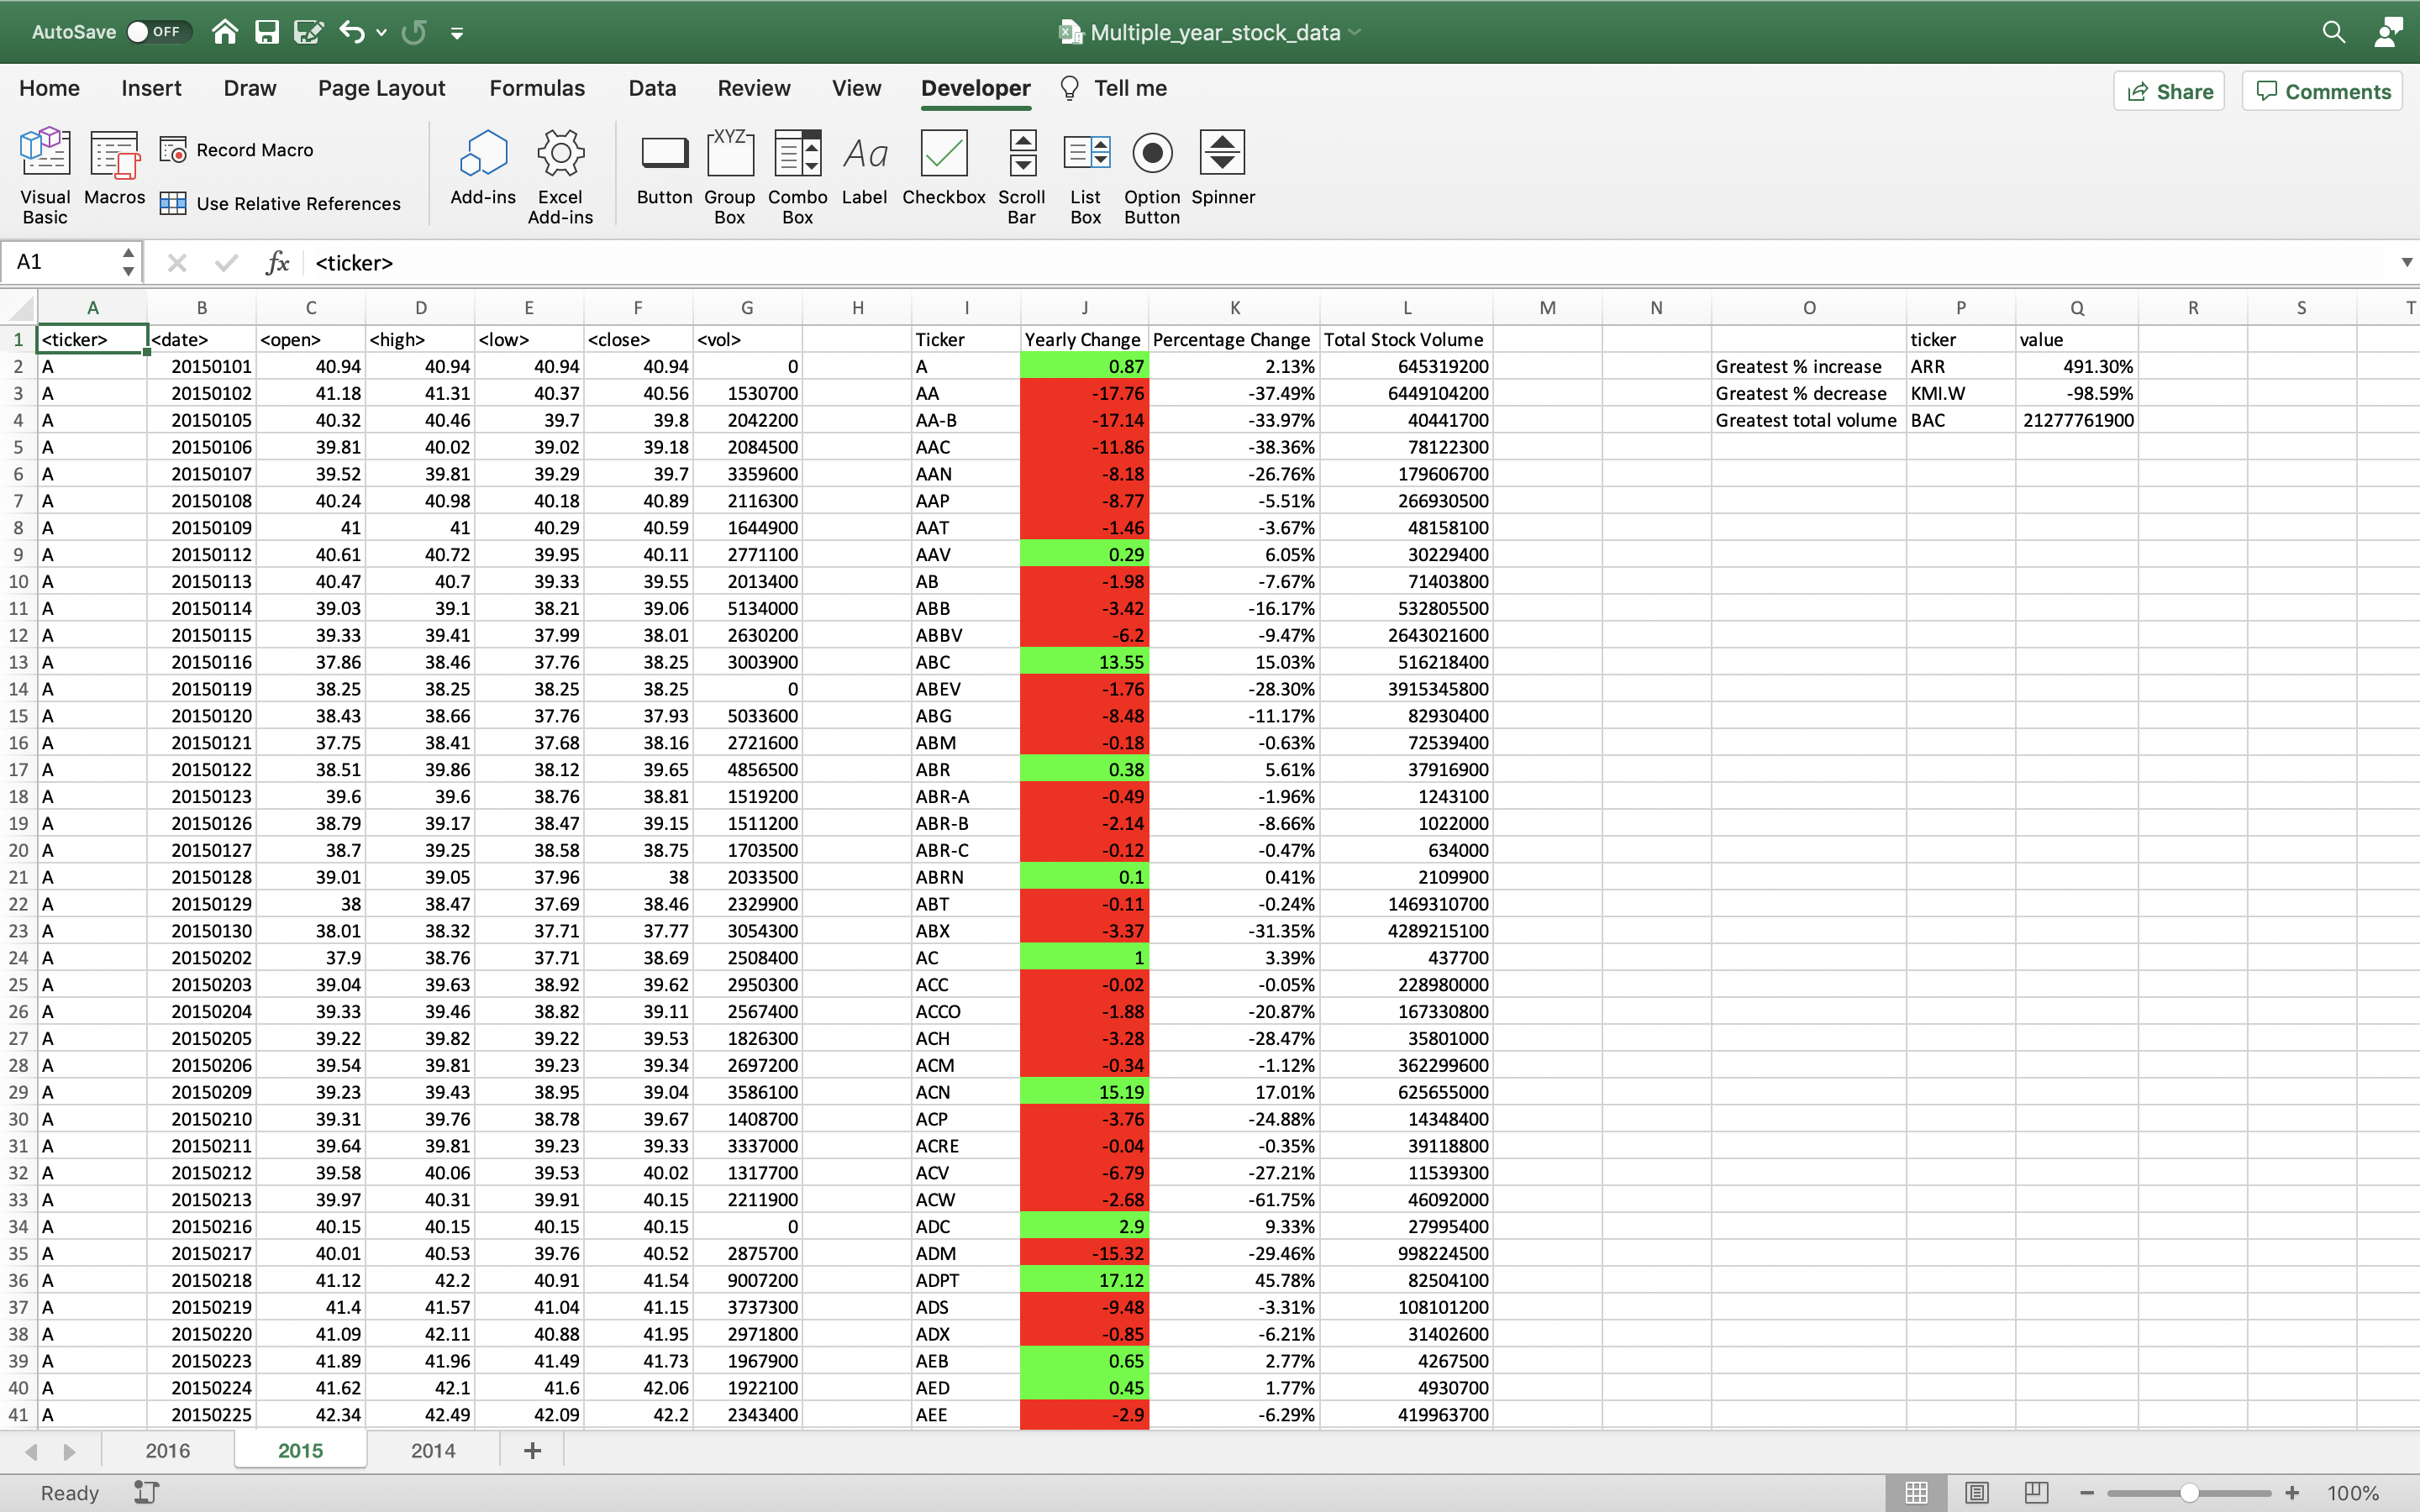 AutoSave OFF Multiple_year_stock_data
Home Insert Draw Page Layout Formulas Data Review View Developer Tell me Share Comments
Visual Basic Macros Record Macro Use Relative References Add-ins Excel Add-ins Button Group Box Combo Box Label Checkbox Scroll Bar List Box Option Button Spinner
XYZ Aa
A1 fx <ticker>
A B C D E F G H I J K L M N O P Q R S T
1 <ticker> <date> <open> <high> <low> <close> <vol> Ticker Yearly Change Percentage Change Total Stock Volume ticker value
2 A 20150101 40.94 40.94 40.94 40.94 0 A 0.87 2.13% 645319200 Greatest % increase ARR 491.30%
3 A 20150102 41.18 41.31 40.37 40.56 1530700 AA -17.76 -37.49% 6449104200 Greatest % decrease KMI.W -98.59%
4 A 20150105 40.32 40.46 39.7 39.8 2042200 AA-B -17.14 -33.97% 40441700 Greatest total volume BAC 21277761900
5 A 20150106 39.81 40.02 39.02 39.18 2084500 AAC -11.86 -38.36% 78122300
6 A 20150107 39.52 39.81 39.29 39.7 3359600 AAN -8.18 -26.76% 179606700
7 A 20150108 40.24 40.98 40.18 40.89 2116300 AAP -8.77 -5.51% 266930500
8 A 20150109 41 41 40.29 40.59 1644900 AAT -1.46 -3.67% 48158100
9 A 20150112 40.61 40.72 39.95 40.11 2771100 AAV 0.29 6.05% 30229400
10 A 20150113 40.47 40.7 39.33 39.55 2013400 AB -1.98 -7.67% 71403800
11 A 20150114 39.03 39.1 38.21 39.06 5134000 ABB -3.42 -16.17% 532805500
12 A 20150115 39.33 39.41 37.99 38.01 2630200 ABBV -6.2 -9.47% 2643021600
13 A 20150116 37.86 38.46 37.76 38.25 3003900 ABC 13.55 15.03% 516218400
14 A 20150119 38.25 38.25 38.25 38.25 0 ABEV -1.76 -28.30% 3915345800
15 A 20150120 38.43 38.66 37.76 37.93 5033600 ABG -8.48 -11.17% 82930400
16 A 20150121 37.75 38.41 37.68 38.16 2721600 ABM -0.18 -0.63% 72539400
17 A 20150122 38.51 39.86 38.12 39.65 4856500 ABR 0.38 5.61% 37916900
18 A 20150123 39.6 39.6 38.76 38.81 1519200 ABR-A -0.49 -1.96% 1243100
19 A 20150126 38.79 39.17 38.47 39.15 1511200 ABR-B -2.14 -8.66% 1022000
20 A 20150127 38.7 39.25 38.58 38.75 1703500 ABR-C -0.12 -0.47% 634000
21 A 20150128 39.01 39.05 37.96 38 2033500 ABRN 0.1 0.41% 2109900
22 A 20150129 38 38.47 37.69 38.46 2329900 ABT -0.11 -0.24% 1469310700
23 A 20150130 38.01 38.32 37.71 37.77 3054300 ABX -3.37 -31.35% 4289215100
24 A 20150202 37.9 38.76 37.71 38.69 2508400 AC 1 3.39% 437700
25 A 20150203 39.04 39.63 38.92 39.62 2950300 ACC -0.02 -0.05% 228980000
26 A 20150204 39.33 39.46 38.82 39.11 2567400 ACCO -1.88 -20.87% 167330800
27 A 20150205 39.22 39.82 39.22 39.53 1826300 ACH -3.28 -28.47% 35801000
28 A 20150206 39.54 39.81 39.23 39.34 2697200 ACM -0.34 -1.12% 362299600
29 A 20150209 39.23 39.43 38.95 39.04 3586100 ACN 15.19 17.01% 625655000
30 A 20150210 39.31 39.76 38.78 39.67 1408700 ACP -3.76 -24.88% 14348400
31 A 20150211 39.64 39.81 39.23 39.33 3337000 ACRE -0.04 -0.35% 39118800
32 A 20150212 39.58 40.06 39.53 40.02 1317700 ACV -6.79 -27.21% 11539300
33 A 20150213 39.97 40.31 39.91 40.15 2211900 ACW -2.68 -61.75% 46092000
34 A 20150216 40.15 40.15 40.15 40.15 0 ADC 2.9 9.33% 27995400
35 A 20150217 40.01 40.53 39.76 40.52 2875700 ADM -15.32 -29.46% 998224500
36 A 20150218 41.12 42.2 40.91 41.54 9007200 ADPT 17.12 45.78% 82504100
37 A 20150219 41.4 41.57 41.04 41.15 3737300 ADS -9.48 -3.31% 108101200
38 A 20150220 41.09 42.11 40.88 41.95 2971800 ADX -0.85 -6.21% 31402600
39 A 20150223 41.89 41.96 41.49 41.73 1967900 AEB 0.65 2.77% 4267500
40 A 20150224 41.62 42.1 41.6 42.06 1922100 AED 0.45 1.77% 4930700
41 A 20150225 42.34 42.49 42.09 42.2 2343400 AEE -2.9 -6.29% 419963700
2016 2015 2014 +
Ready 100%